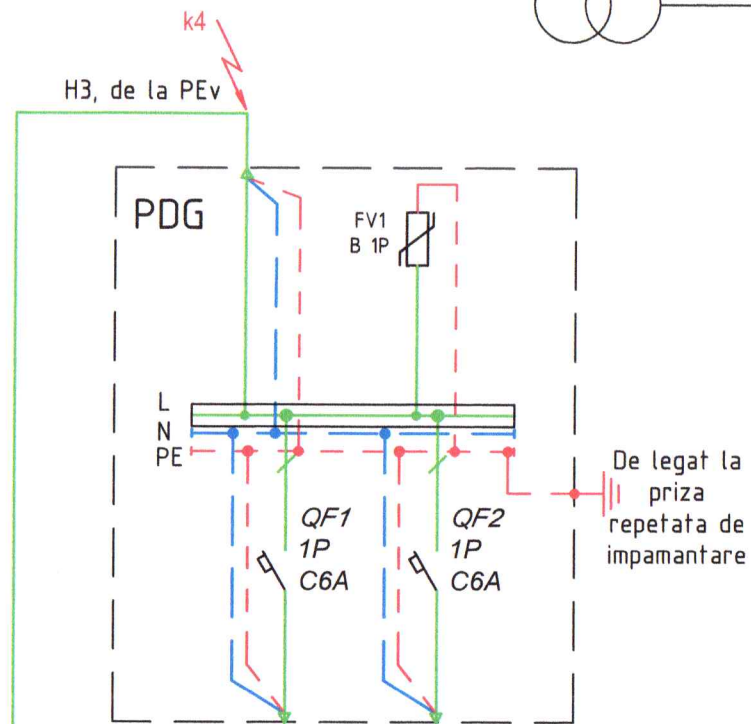 k4
H3, de la PEv
PDG
FV1
B 1P
L
N
PE
QF1
1P
C6A
QF2
1P
C6A
De legat la
priza
repetata de
impamantare